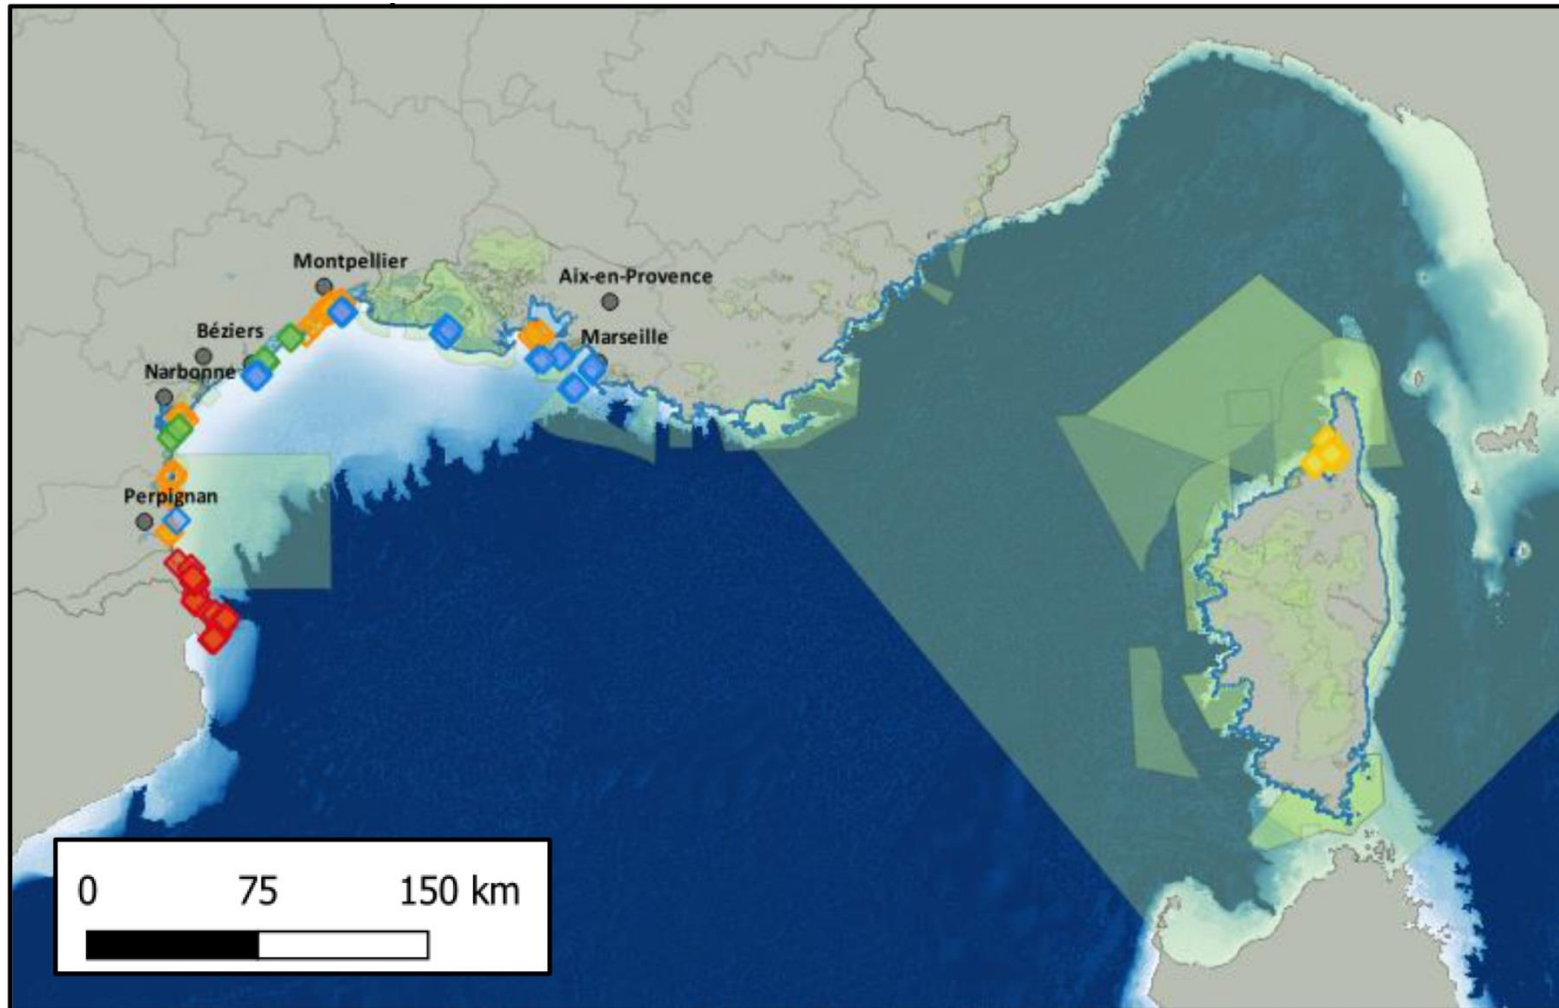 Montpellier
Aix-en-Provence
Béziers
Marseille
Narbonne
Perpignan
0 75 150 km